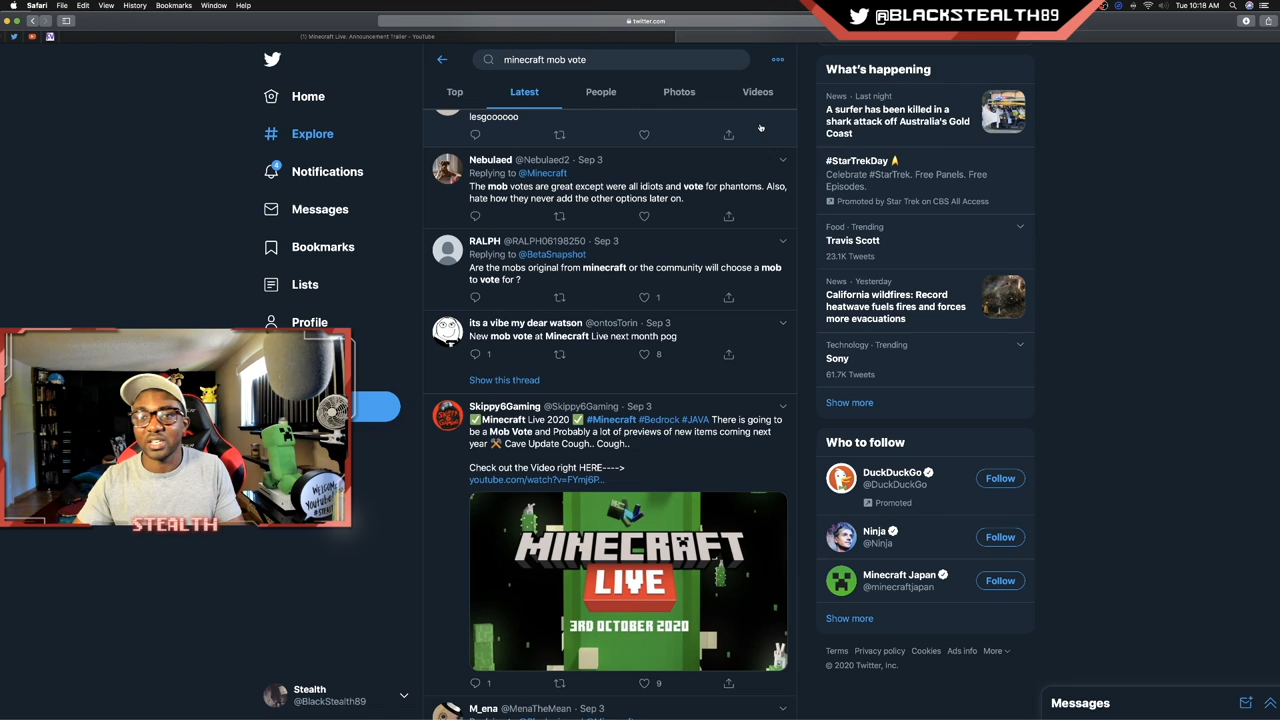 Safari File Edit View History Bookmarks Window Help
Tue 10:18 AM
@BLACKSTEALTH89
twitter.com
(1) Minecraft Live: Announcement Trailer - YouTube
minecraft mob vote
Top Latest People Photos Videos
Home
Explore
4
Notifications
Messages
Bookmarks
Lists
Profile
lesgooooo
Nebulaed @Nebulaed2 · Sep 3
Replying to @Minecraft
The mob votes are great except were all idiots and vote for phantoms. Also,
hate how they never add the other options later on.
RALPH @RALPH06198250 · Sep 3
Replying to @BetaSnapshot
Are the mobs original from minecraft or the community will choose a mob
to vote for ?
1
its a vibe my dear watson @ontosTorin · Sep 3
New mob vote at Minecraft Live next month pog
1 8
Show this thread
Skippy6Gaming @Skippy6Gaming · Sep 3
✅Minecraft Live 2020 ✅ #Minecraft #Bedrock #JAVA There is going to
be a Mob Vote and Probably a lot of previews of new items coming next
year ⚒ Cave Update Cough.. Cough..
Check out the Video right HERE---->
youtube.com/watch?v=FYmj6P...
MINECRAFT
LIVE
3RD OCTOBER 2020
1 9
M_ena @MenaTheMean · Sep 3
What's happening
News · Last night
A surfer has been killed in a
shark attack off Australia's Gold
Coast
#StarTrekDay
Celebrate #StarTrek. Free Panels. Free
Episodes.
Promoted by Star Trek on CBS All Access
Food · Trending
Travis Scott
23.1K Tweets
News · Yesterday
California wildfires: Record
heatwave fuels fires and forces
more evacuations
Technology · Trending
Sony
61.7K Tweets
Show more
Who to follow
DuckDuckGo
@DuckDuckGo
Follow
Promoted
Ninja
@Ninja
Follow
Minecraft Japan
@minecraftjapan
Follow
Show more
Terms Privacy policy Cookies Ads info More
© 2020 Twitter, Inc.
WELCOME
Youtube
STEALTH
Stealth
@BlackStealth89
Messages